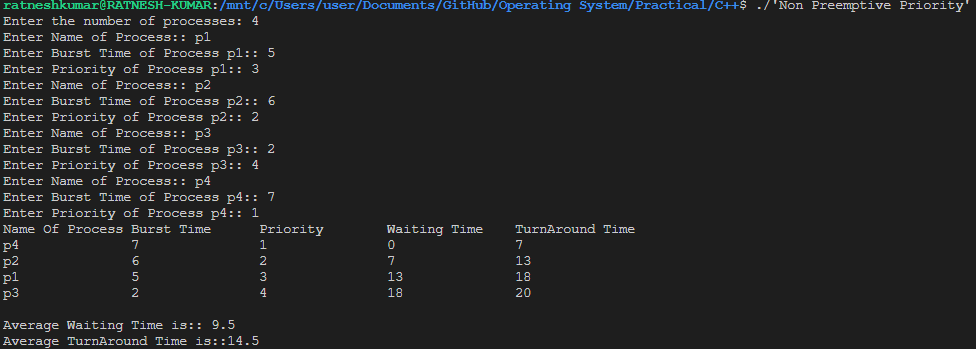 ratneshkumar@RATNESH-KUMAR:/mnt/c/Users/user/Documents/GitHub/Operating System/Practical/C++$ ./'Non Preemptive Priority'
Enter the number of processes: 4
Enter Name of Process:: p1
Enter Burst Time of Process p1:: 5
Enter Priority of Process p1:: 3
Enter Name of Process:: p2
Enter Burst Time of Process p2:: 6
Enter Priority of Process p2:: 2
Enter Name of Process:: p3
Enter Burst Time of Process p3:: 2
Enter Priority of Process p3:: 4
Enter Name of Process:: p4
Enter Burst Time of Process p4:: 7
Enter Priority of Process p4:: 1
Name Of Process Burst Time Priority Waiting Time TurnAround Time
p4 7 1 0 7
p2 6 2 7 13
p1 5 3 13 18
p3 2 4 18 20
Average Waiting Time is:: 9.5
Average TurnAround Time is::14.5